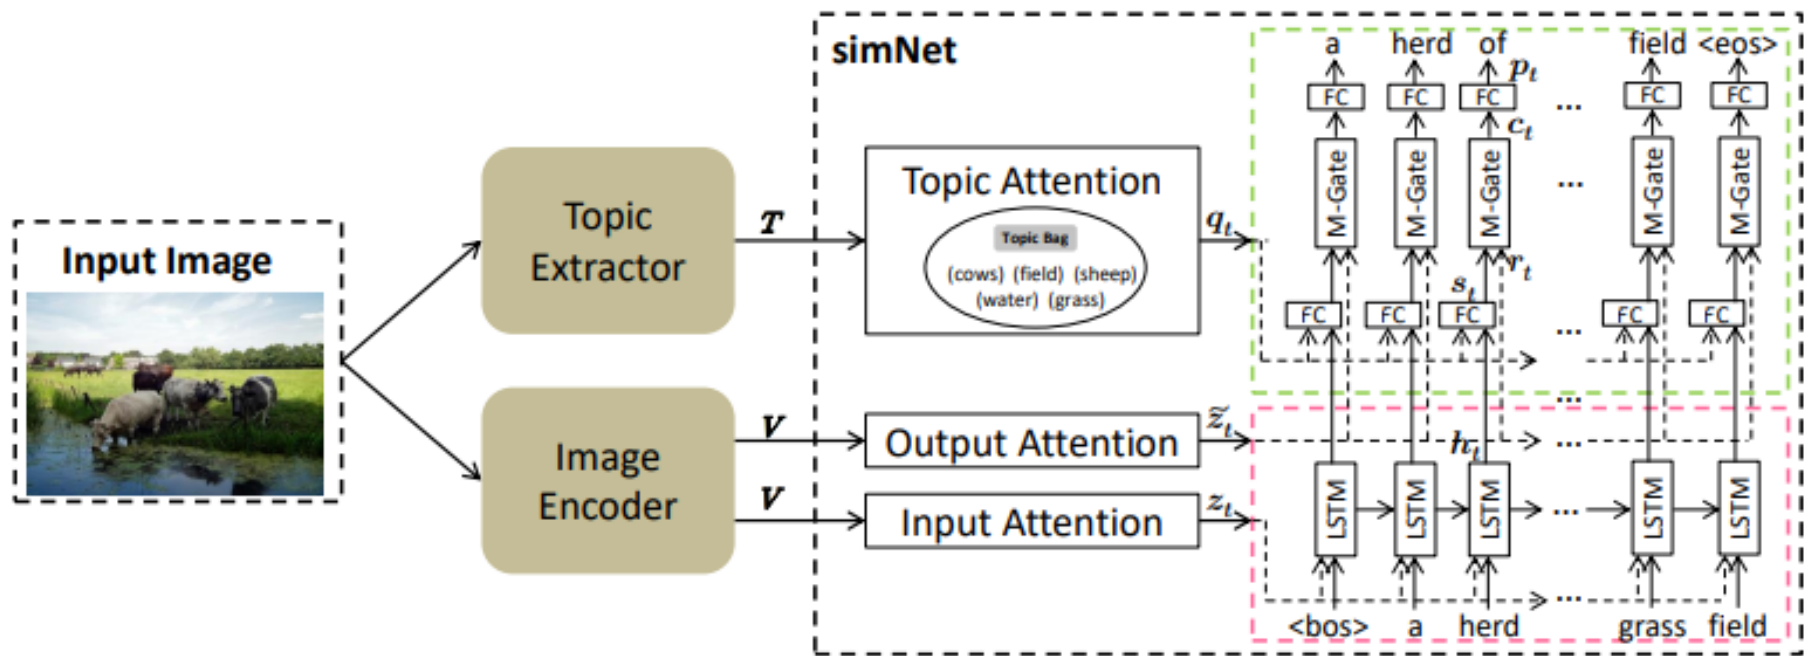 simNet
Input Image
Topic
Extractor
Image
Encoder
T
V
V
Topic Attention
Topic Bag
(cows) (field) (sheep)
(water) (grass)
Output Attention
Input Attention
q_t
z̃_t
z_t
a herd of field <eos>
p_t
FC FC FC ... FC FC
c_t
M-Gate M-Gate M-Gate ... M-Gate M-Gate
r_t
s_t
FC FC FC ... FC FC
...
...
h_t
LSTM LSTM LSTM ... LSTM LSTM
...
<bos> a herd grass field